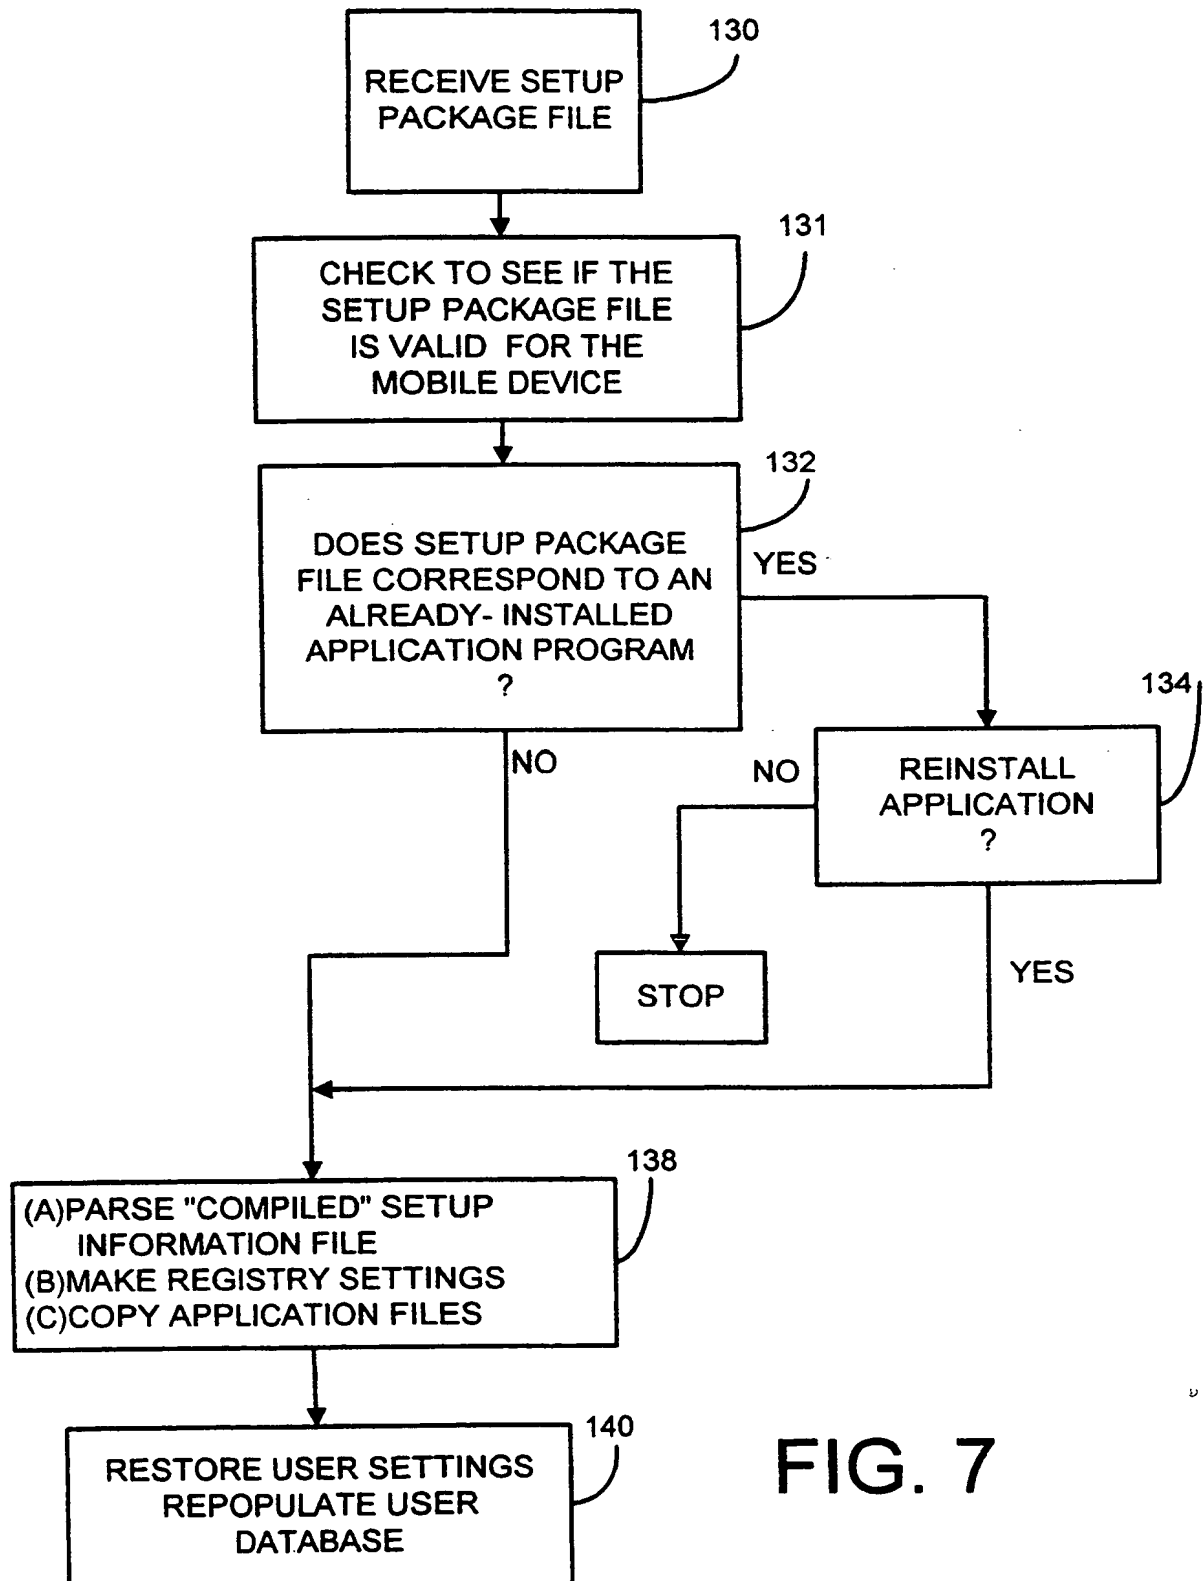 130
RECEIVE SETUP
PACKAGE FILE
131
CHECK TO SEE IF THE
SETUP PACKAGE FILE
IS VALID FOR THE
MOBILE DEVICE
132
DOES SETUP PACKAGE
FILE CORRESPOND TO AN
ALREADY- INSTALLED
APPLICATION PROGRAM
?
YES
NO
134
REINSTALL
APPLICATION
?
NO
STOP
YES
138
(A)PARSE "COMPILED" SETUP
INFORMATION FILE
(B)MAKE REGISTRY SETTINGS
(C)COPY APPLICATION FILES
140
RESTORE USER SETTINGS
REPOPULATE USER
DATABASE
FIG. 7